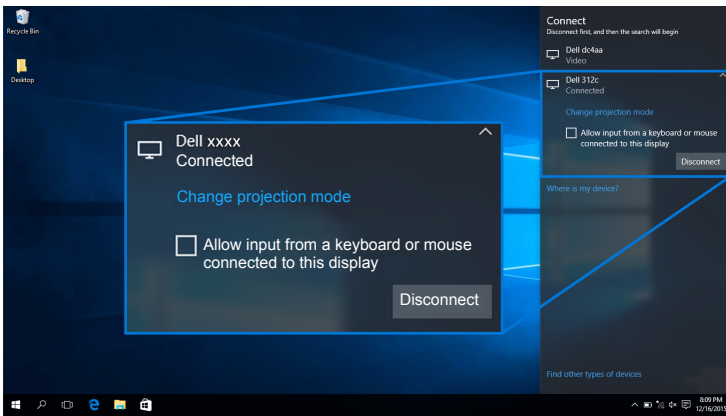 Recycle Bin
Desktop
Connect
Disconnect first, and then the search will begin
Dell dc4aa
Video
Dell 312c
Connected
Change projection mode
Allow input from a keyboard or mouse
connected to this display
Disconnect
Where is my device?
Find other types of devices
Dell xxxx
Connected
Change projection mode
Allow input from a keyboard or mouse
connected to this display
Disconnect
8:09 PM